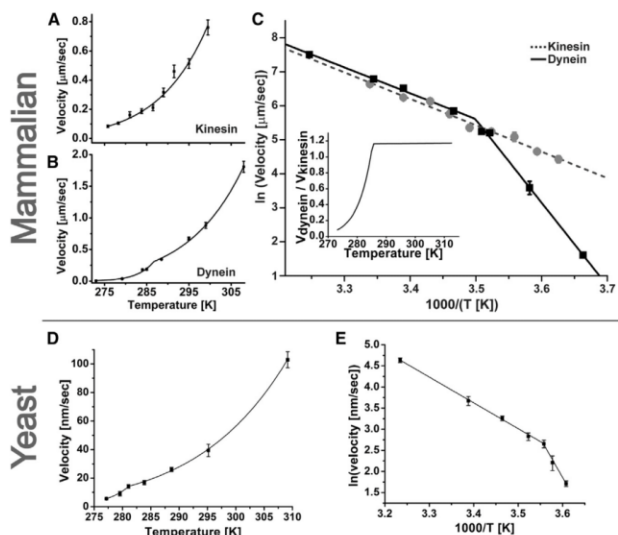 Mammalian
A
Velocity [μm/sec]
0.8
0.6
0.4
0.2
0.0
275 285 295 305
Kinesin
B
Velocity [μm/sec]
2.0
1.5
1.0
0.5
0.0
275 285 295 305
Temperature [K]
Dynein
C
ln (Velocity [μm/sec])
8
7
6
5
4
3
2
1
3.3 3.4 3.5 3.6 3.7
1000/(T [K])
Kinesin
Dynein
Vdynein / Vkinesin
1.2
1.0
0.8
0.6
0.4
0.2
0.0
270 280 290 300 310
Temperature [K]
Yeast
D
Velocity [nm/sec]
100
80
60
40
20
0
275 280 285 290 295 300 305 310
Temperature [K]
E
ln(velocity [nm/sec])
5.0
4.5
4.0
3.5
3.0
2.5
2.0
1.5
3.2 3.3 3.4 3.5 3.6 3.7
1000/T [K]